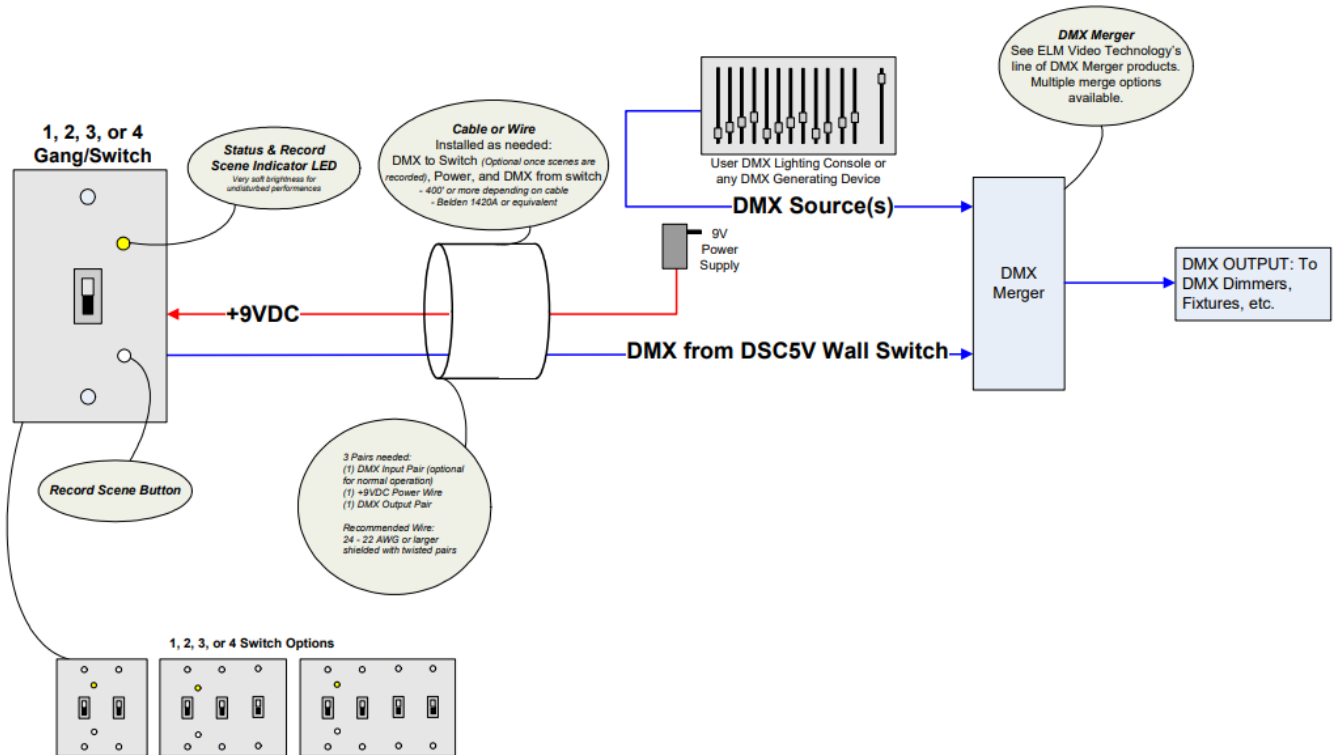 1, 2, 3, or 4
Gang/Switch
Status & Record
Scene Indicator LED
Very soft brightness for
undisturbed performances
Cable or Wire
Installed as needed:
DMX to Switch (Optional once scenes are
recorded), Power, and DMX from switch
- 400' or more depending on cable
- Belden 1420A or equivalent
User DMX Lighting Console or
any DMX Generating Device
DMX Merger
See ELM Video Technology's
line of DMX Merger products.
Multiple merge options
available.
DMX Source(s)
9V
Power
Supply
+9VDC
DMX from DSC5V Wall Switch
DMX
Merger
DMX OUTPUT: To
DMX Dimmers,
Fixtures, etc.
Record Scene Button
3 Pairs needed:
(1) DMX Input Pair (optional
for normal operation)
(1) +9VDC Power Wire
(1) DMX Output Pair
Recommended Wire:
24 - 22 AWG or larger
shielded with twisted pairs
1, 2, 3, or 4 Switch Options